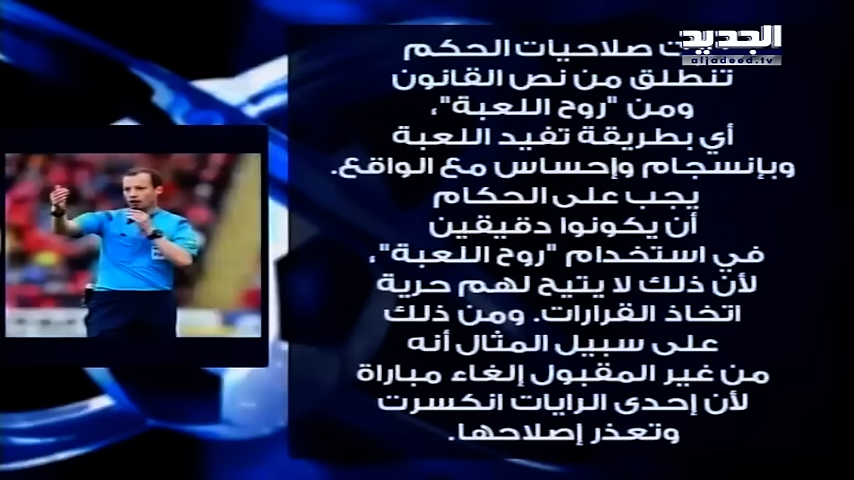 الجديد
aljadeed.tv
صلاحيات الحكم
تنطلق من نص القانون
ومن "روح اللعبة"،
أي بطريقة تفيد اللعبة
وبإنسجام وإحساس مع الواقع.
يجب على الحكام
أن يكونوا دقيقين
في استخدام "روح اللعبة"،
لأن ذلك لا يتيح لهم حرية
اتخاذ القرارات. ومن ذلك
على سبيل المثال أنه
من غير المقبول إلغاء مباراة
لأن إحدى الرايات انكسرت
وتعذر إصلاحها.